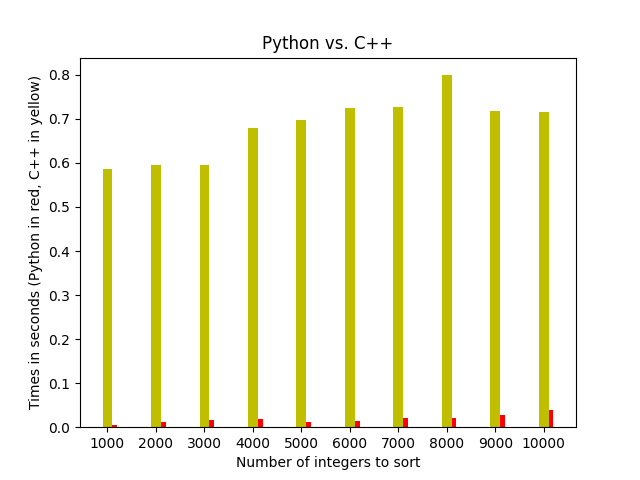 Python vs. C++
Times in seconds (Python in red, C++ in yellow)
0.8
0.7
0.6
0.5
0.4
0.3
0.2
0.1
0.0
1000 2000 3000 4000 5000 6000 7000 8000 9000 10000
Number of integers to sort